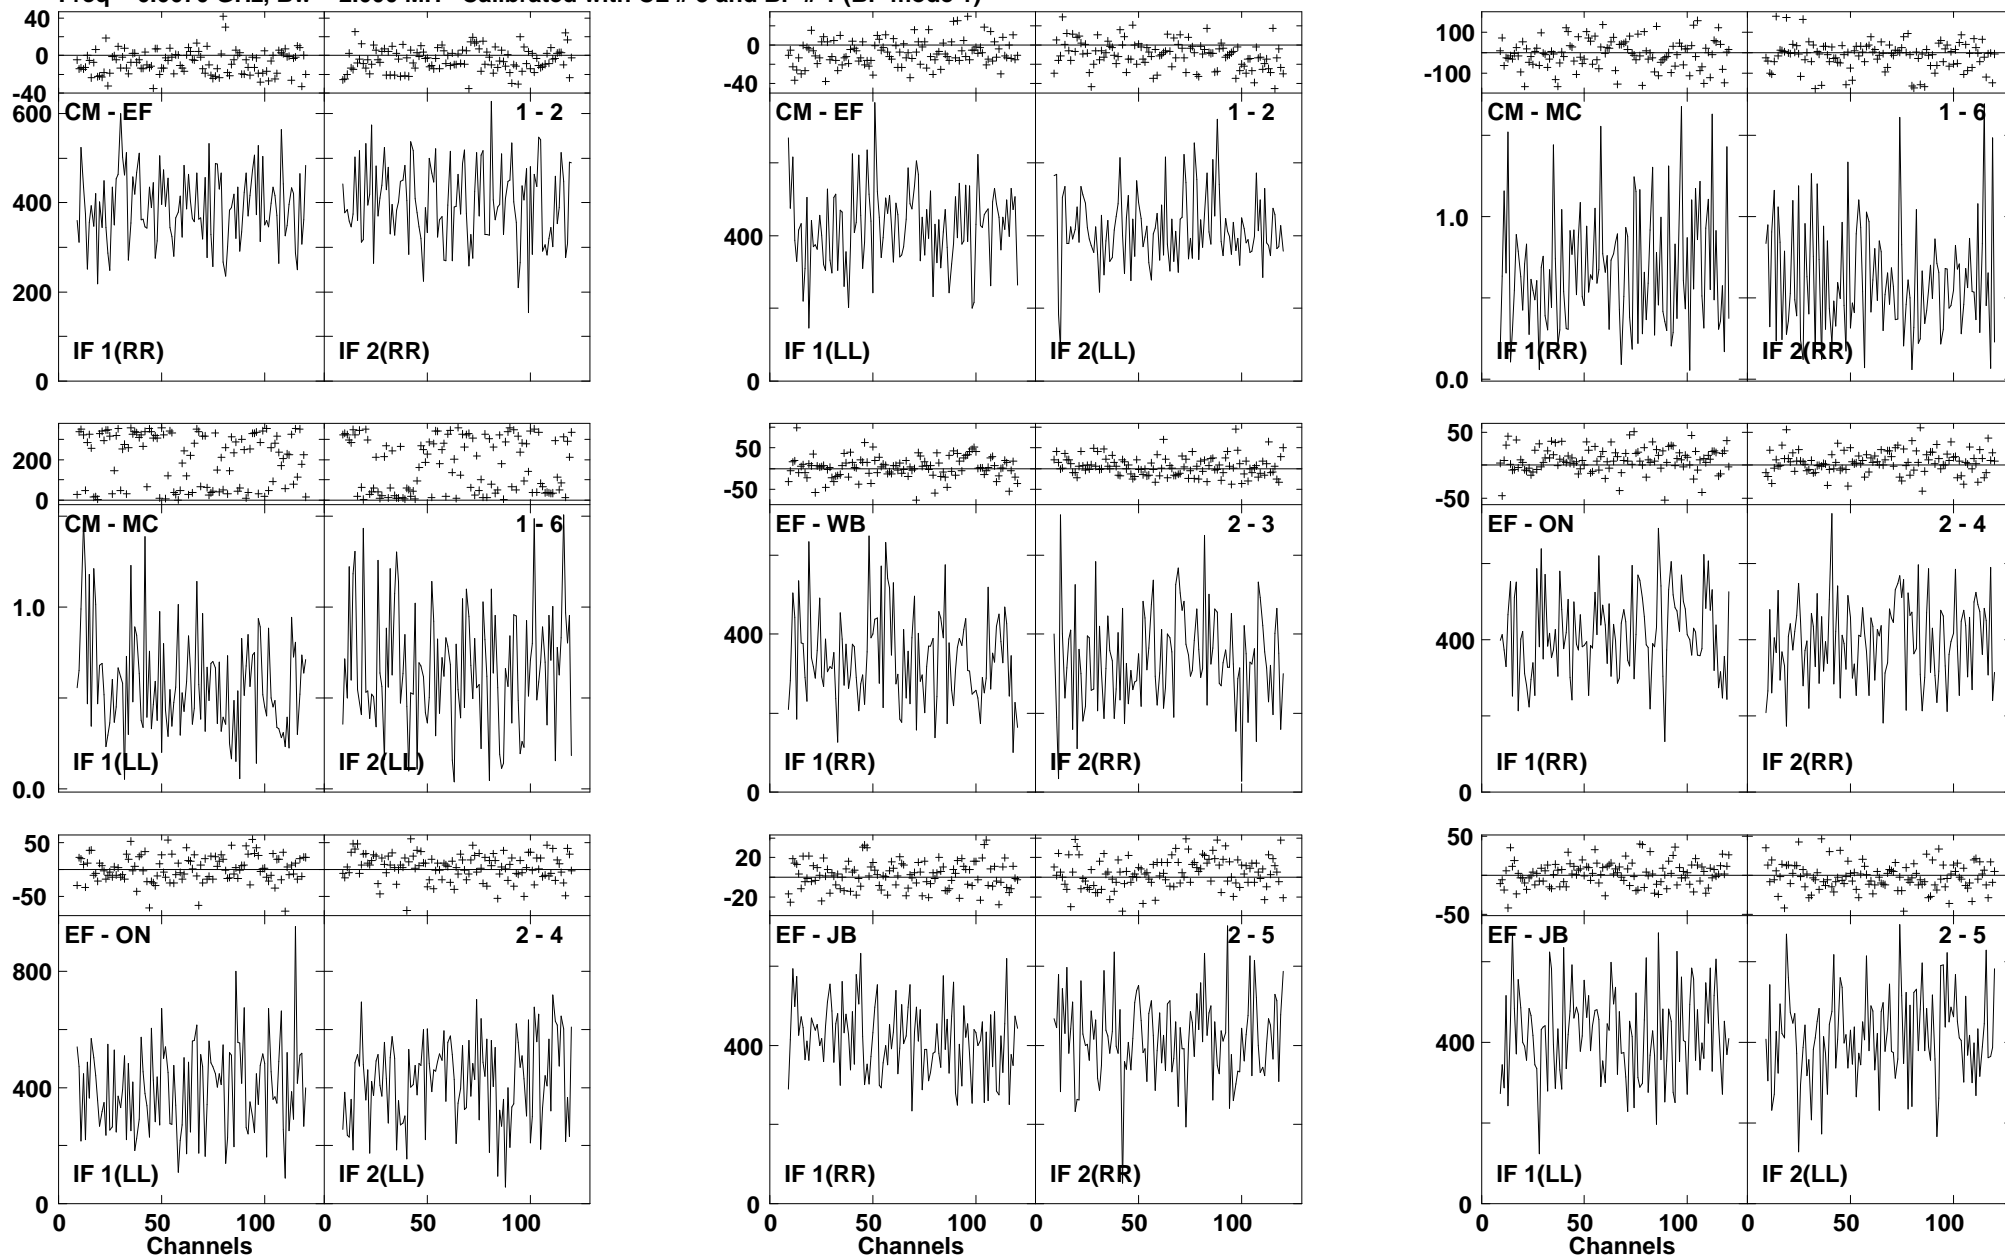 40
0
-40
600
400
200
0
CM - EF
1 - 2
IF 1(RR)
IF 2(RR)
40
0
-40
400
0
CM - EF
1 - 2
IF 1(LL)
IF 2(LL)
100
-100
1.0
0.0
CM - MC
1 - 6
IF 1(RR)
IF 2(RR)
200
0
1.0
0.0
CM - MC
1 - 6
IF 1(LL)
IF 2(LL)
50
-50
400
0
EF - WB
2 - 3
IF 1(RR)
IF 2(RR)
50
-50
400
0
EF - ON
2 - 4
IF 1(RR)
IF 2(RR)
50
-50
800
400
0
EF - ON
2 - 4
IF 1(LL)
IF 2(LL)
0 50 100 0 50 100
Channels
20
-20
400
0
EF - JB
2 - 5
IF 1(RR)
IF 2(RR)
0 50 100 0 50 100
Channels
50
-50
400
0
EF - JB
2 - 5
IF 1(LL)
IF 2(LL)
0 50 100 0 50 100
Channels